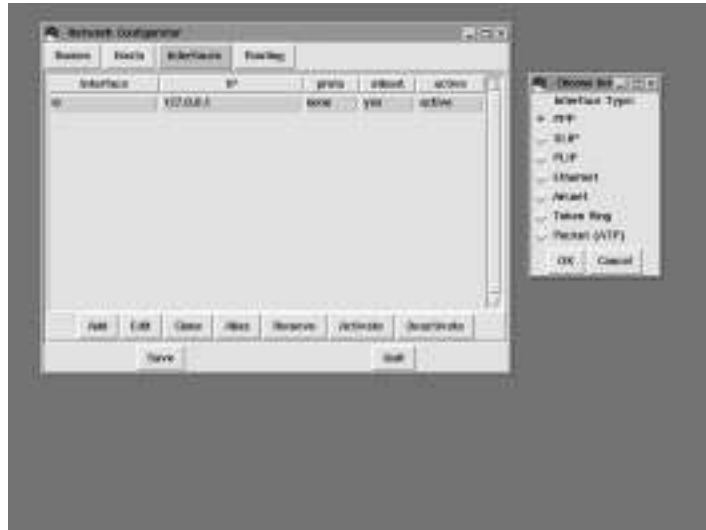 Network Configurator
Names Hosts Interfaces Routing
Interface IP proto atboot active
lo 127.0.0.1 none yes active
Add Edit Clone Alias Remove Activate Deactivate
Save Quit
Choose
Interface Type:
PPP
SLIP
PLIP
Ethernet
Arcnet
Token Ring
Pocket (ATP)
OK Cancel